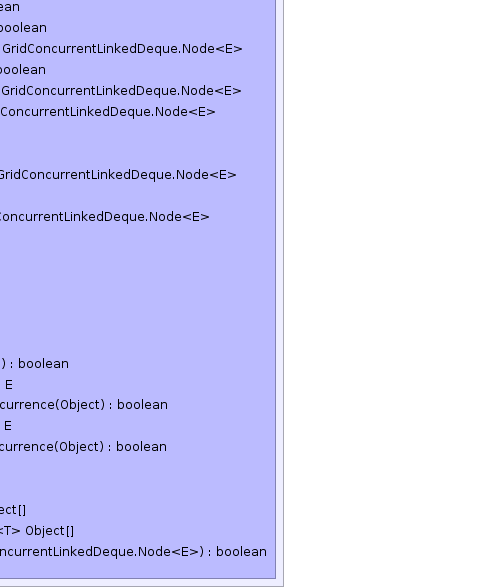 ean
boolean
GridConcurrentLinkedDeque.Node<E>
boolean
GridConcurrentLinkedDeque.Node<E>
ConcurrentLinkedDeque.Node<E>
GridConcurrentLinkedDeque.Node<E>
ConcurrentLinkedDeque.Node<E>
) : boolean
E
currence(Object) : boolean
E
currence(Object) : boolean
ect[]
<T> Object[]
ncurrentLinkedDeque.Node<E>) : boolean